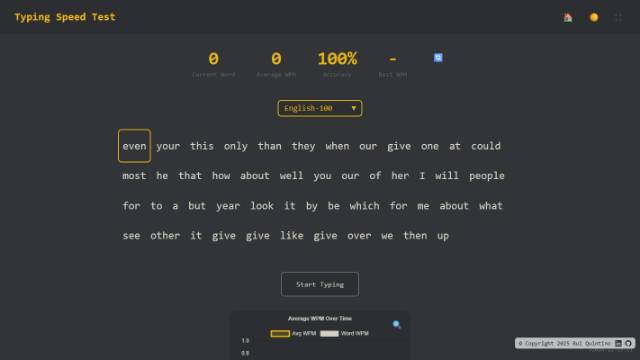 Typing Speed Test
0 0 100% -
Current Word Average WPM Accuracy Best WPM
English-100 ▼
even your this only than they when our give one at could
most he that how about well you our of her I will people
for to a but year look it by be which for me about what
see other it give give like give over we then up
Start Typing
Average WPM Over Time
Avg WPM Word WPM
1.0
0.8
© Copyright 2025 Rui Quintino